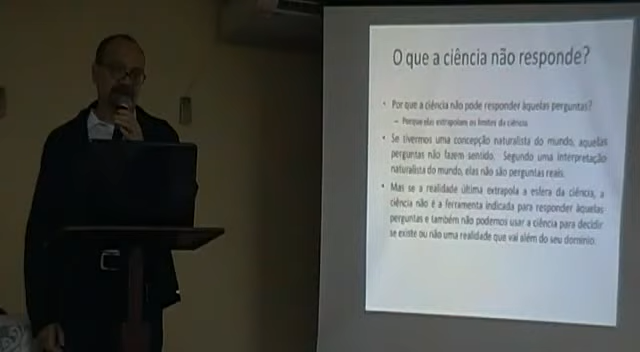 O que a ciência não responde?
• Por que a ciência não pode responder àquelas perguntas?
– Porque elas extrapolam os limites da ciência
• Se tivermos uma concepção naturalista do mundo, aquelas
perguntas não fazem sentido. Segundo uma interpretação
naturalista do mundo, elas não são perguntas reais.
• Mas se a realidade última extrapola a esfera da ciência, a
ciência não é a ferramenta indicada para responder àquelas
perguntas e também não podemos usar a ciência para decidir
se existe ou não uma realidade que vai além do seu domínio.